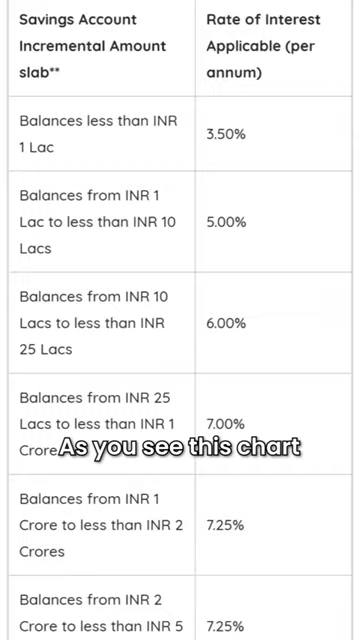 Savings Account
Incremental Amount
slab**
Rate of Interest
Applicable (per
annum)
Balances less than INR
1 Lac
3.50%
Balances from INR 1
Lac to less than INR 10
Lacs
5.00%
Balances from INR 10
Lacs to less than INR
25 Lacs
6.00%
Balances from INR 25
Lacs to less than INR 1
Crore
7.00%
As you see this chart
Balances from INR 1
Crore to less than INR 2
Crores
7.25%
Balances from INR 2
Crore to less than INR 5
7.25%